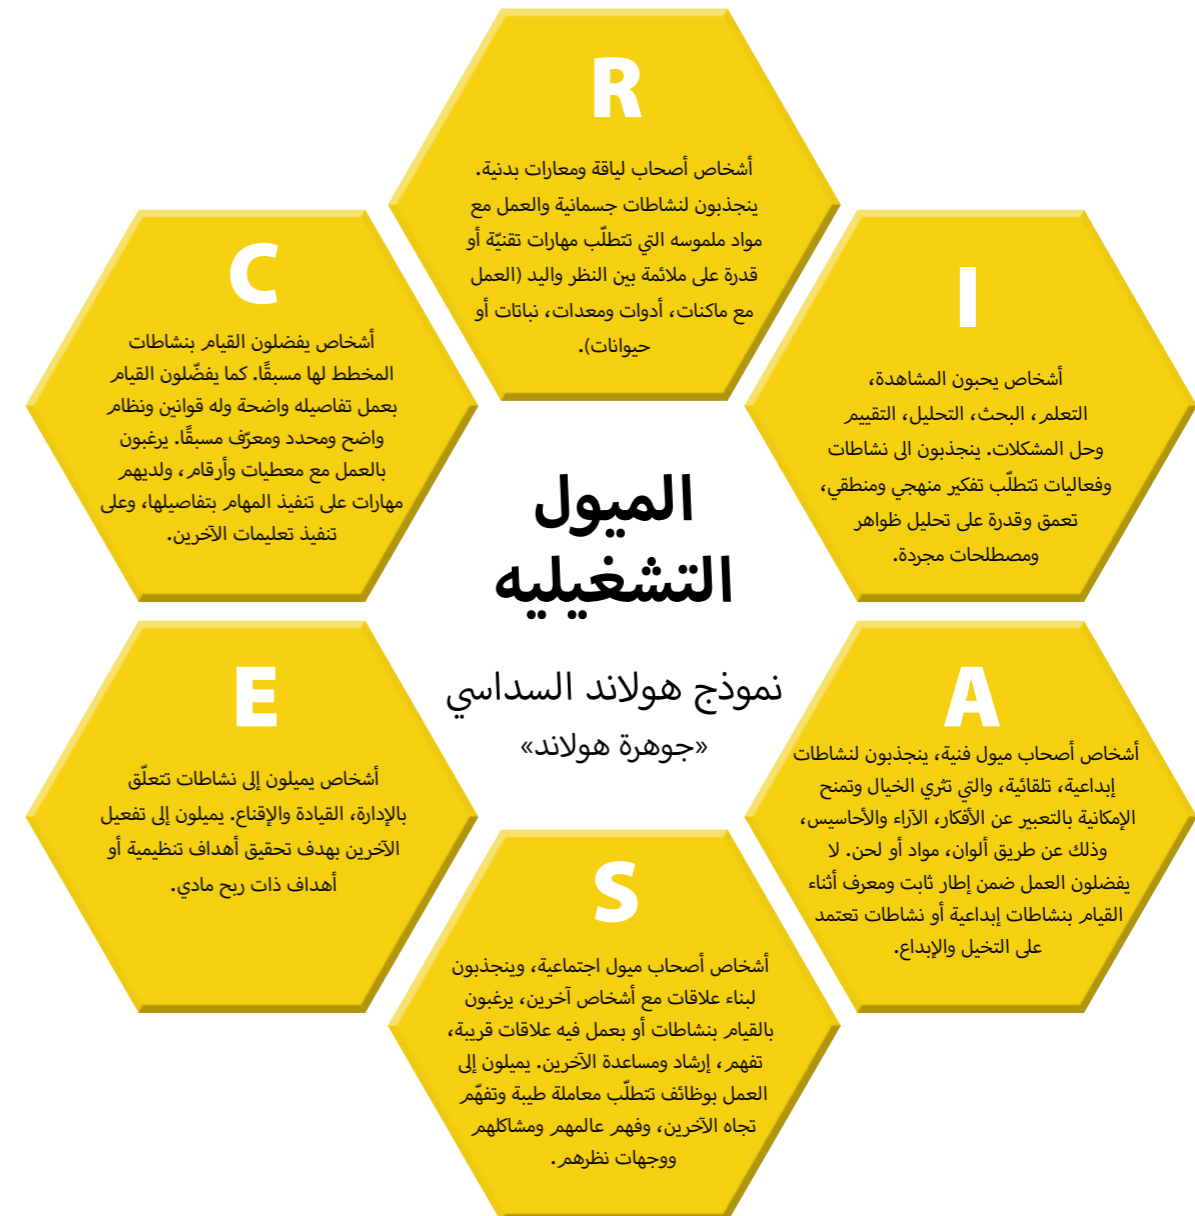 الميول
التشغيليه
نموذج هولاند السداسي
«جوهرة هولاند»
R
أشخاص أصحاب لياقة ومعارات بدنية.
ينجذبون لنشاطات جسمانية والعمل مع
مواد ملموسه التي تتطلّب مهارات تقنيّة أو
قدرة على ملائمة بين النظر واليد (العمل
مع ماكنات، أدوات ومعدات، نباتات أو
حيوانات).
I
أشخاص يحبون المشاهدة،
التعلم، البحث، التحليل، التقييم
وحل المشكلات. ينجذبون الى نشاطات
وفعاليات تتطلّب تفكير منهجي ومنطقي،
تعمق وقدرة على تحليل ظواهر
ومصطلحات مجردة.
A
أشخاص أصحاب ميول فنية، ينجذبون لنشاطات
إبداعية، تلقائية، والتي تثري الخيال وتمنح
الإمكانية بالتعبير عن الأفكار، الآراء والأحاسيس،
وذلك عن طريق ألوان، مواد أو لحن. لا
يفضلون العمل ضمن إطار ثابت ومعرف أثناء
القيام بنشاطات إبداعية أو نشاطات تعتمد
على التخيل والإبداع.
S
أشخاص أصحاب ميول اجتماعية، وينجذبون
لبناء علاقات مع أشخاص آخرين، يرغبون
بالقيام بنشاطات أو بعمل فيه علاقات قريبة،
تفهم، إرشاد ومساعدة الآخرين. يميلون إلى
العمل بوظائف تتطلّب معاملة طيبة وتفهّم
تجاه الآخرين، وفهم عالمهم ومشاكلهم
ووجهات نظرهم.
E
أشخاص يميلون إلى نشاطات تتعلّق
بالإدارة، القيادة والإقناع. يميلون إلى تفعيل
الآخرين بهدف تحقيق أهداف تنظيمية أو
أهداف ذات ربح مادي.
C
أشخاص يفضلون القيام بنشاطات
المخطط لها مسبقًا. كما يفضّلون القيام
بعمل تفاصيله واضحة وله قوانين ونظام
واضح ومحدد ومعرّف مسبقًا. يرغبون
بالعمل مع معطيات وأرقام، ولديهم
مهارات على تنفيذ المهام بتفاصيلها، وعلى
تنفيذ تعليمات الآخرين.